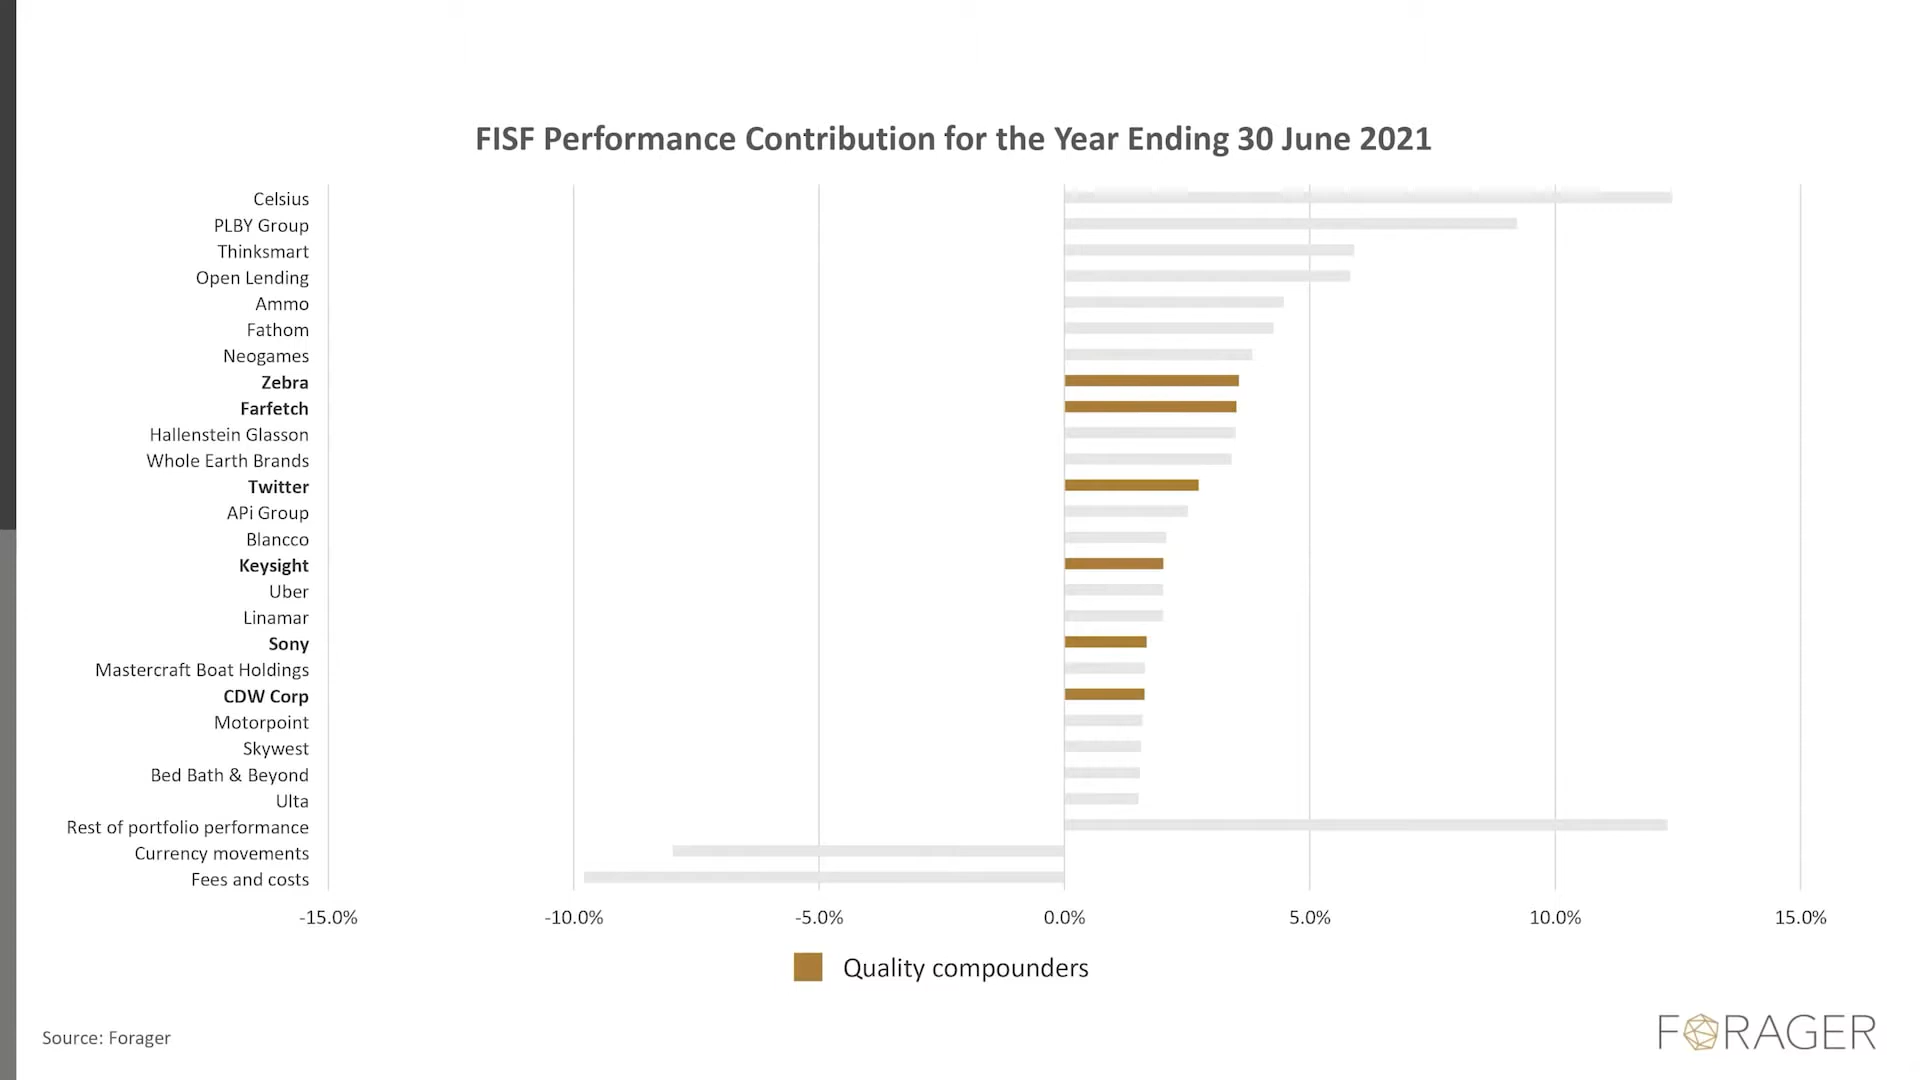 FISF Performance Contribution for the Year Ending 30 June 2021
Celsius
PLBY Group
Thinksmart
Open Lending
Ammo
Fathom
Neogames
Zebra
Farfetch
Hallenstein Glasson
Whole Earth Brands
Twitter
APi Group
Blancco
Keysight
Uber
Linamar
Sony
Mastercraft Boat Holdings
CDW Corp
Motorpoint
Skywest
Bed Bath & Beyond
Ulta
Rest of portfolio performance
Currency movements
Fees and costs
-15.0% -10.0% -5.0% 0.0% 5.0% 10.0% 15.0%
Quality compounders
Source: Forager
FORAGER